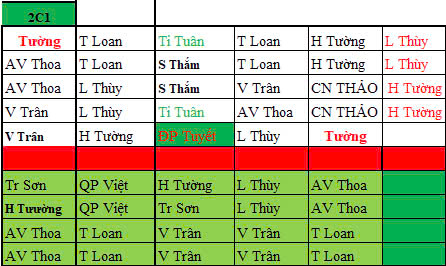 2C1
Tường T Loan Ti Tuân T Loan H Tường L Thùy
AV Thoa T Loan S Thắm T Loan H Tường L Thùy
AV Thoa L Thùy S Thắm V Trân CN THẢO H Tường
V Trân L Thùy Ti Tuân AV Thoa CN THẢO H Tường
V Trân H Tường ĐP Tuyết L Thùy Tường
Tr Sơn QP Việt H Tường L Thùy AV Thoa
H Tưường QP Việt Tr Sơn L Thùy AV Thoa
AV Thoa T Loan V Trân V Trân T Loan
AV Thoa T Loan V Trân V Trân T Loan